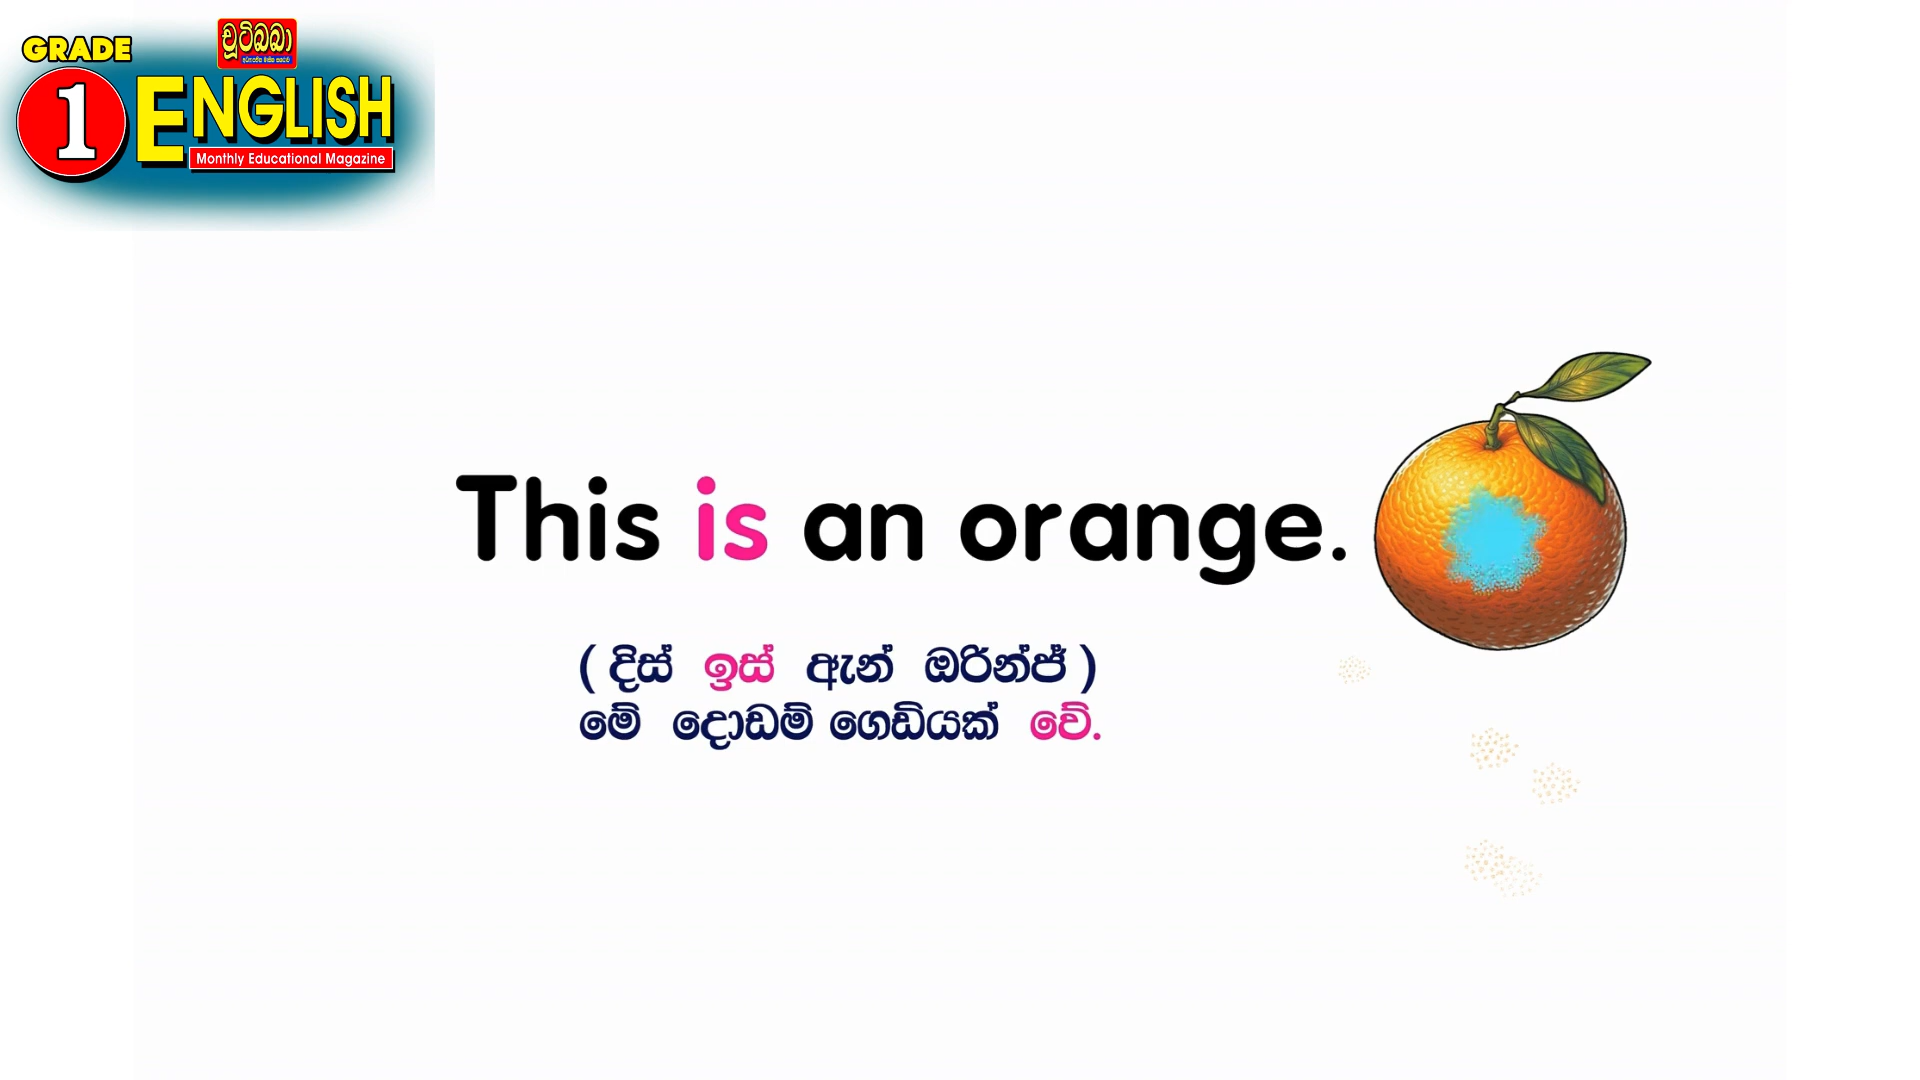 GRADE
චූටිබබා
1 ENGLISH
Monthly Educational Magazine
This is an orange.
( දිස් ඉස් ඇන් ඔරින්ජ් )
මේ දොඩම් ගෙඩියක් වේ.